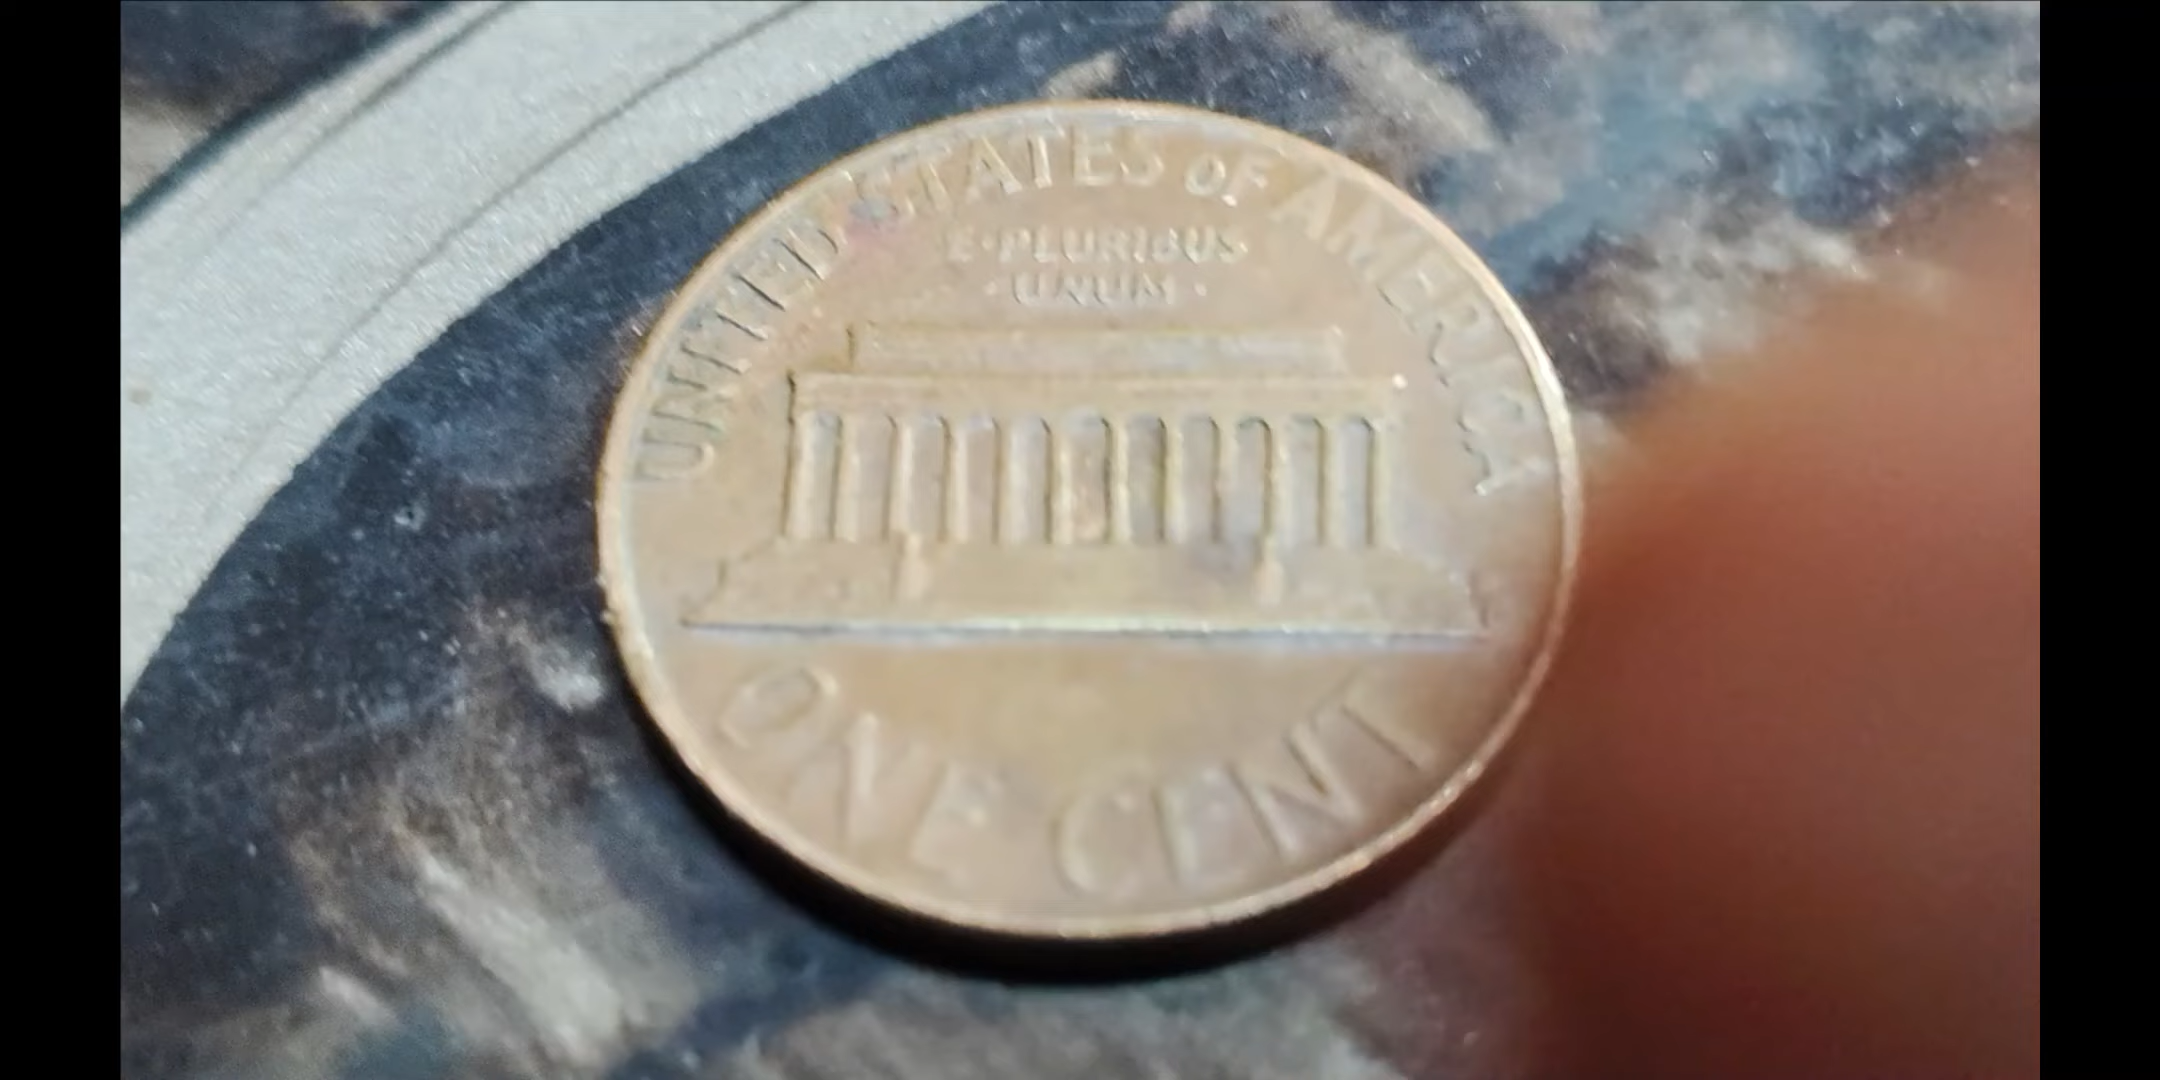 UNITED STATES OF AMERICA
E·PLURIBUS
·UNUM·
ONE CENT